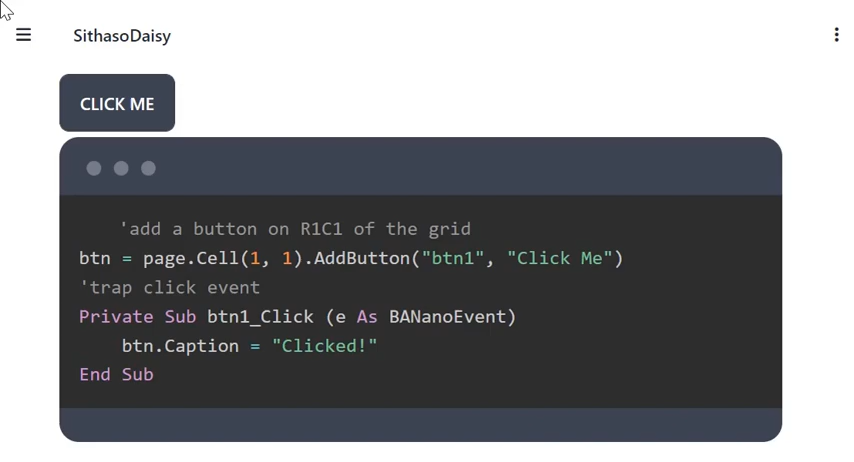 SithasoDaisy
CLICK ME
'add a button on R1C1 of the grid
btn = page.Cell(1, 1).AddButton("btn1", "Click Me")
'trap click event
Private Sub btn1_Click (e As BANanoEvent)
    btn.Caption = "Clicked!"
End Sub